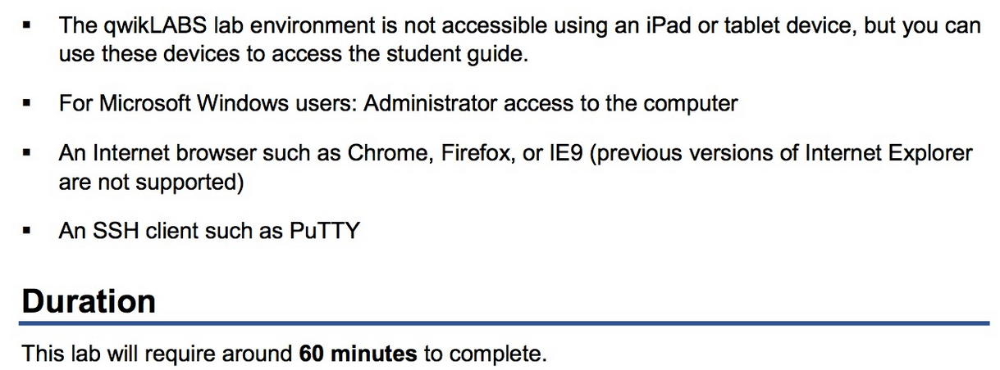 ▪ The qwikLABS lab environment is not accessible using an iPad or tablet device, but you can
use these devices to access the student guide.
▪ For Microsoft Windows users: Administrator access to the computer
▪ An Internet browser such as Chrome, Firefox, or IE9 (previous versions of Internet Explorer
are not supported)
▪ An SSH client such as PuTTY
Duration
This lab will require around 60 minutes to complete.